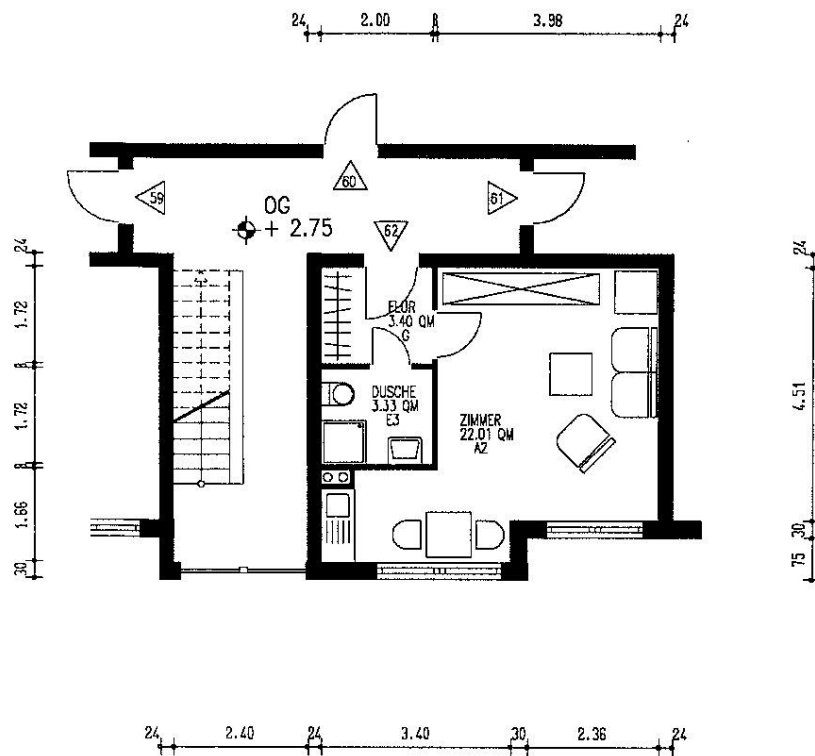 24 2.00 8 3.98 24
59
60
61
OG
+ 2.75
62
24
1.72
8
1.72
8
1.66
30
FLUR
3.40 QM
G
DUSCHE
3.33 QM
E3
ZIMMER
22.01 QM
A2
24
4.51
30
75
24 2.40 24 3.40 30 2.36 24